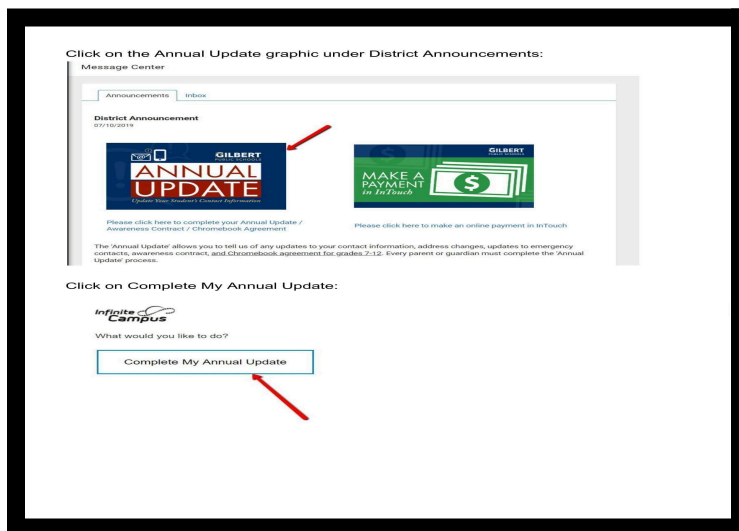 Click on the Annual Update graphic under District Announcements:
Message Center
Announcements
Inbox
District Announcement
07/10/2019
GILBERT
PUBLIC SCHOOLS
ANNUAL
UPDATE
Update Your Student's Contact Information
GILBERT
PUBLIC SCHOOLS
MAKE A
PAYMENT
in InTouch
Please click here to complete your Annual Update /
Awareness Contract / Chromebook Agreement
Please click here to make an online payment in InTouch
The 'Annual Update' allows you to tell us of any updates to your contact information, address changes, updates to emergency
contacts, awareness contract, and Chromebook agreement for grades 7-12. Every parent or guardian must complete the 'Annual
Update' process.
Click on Complete My Annual Update:
Infinite
Campus
What would you like to do?
Complete My Annual Update